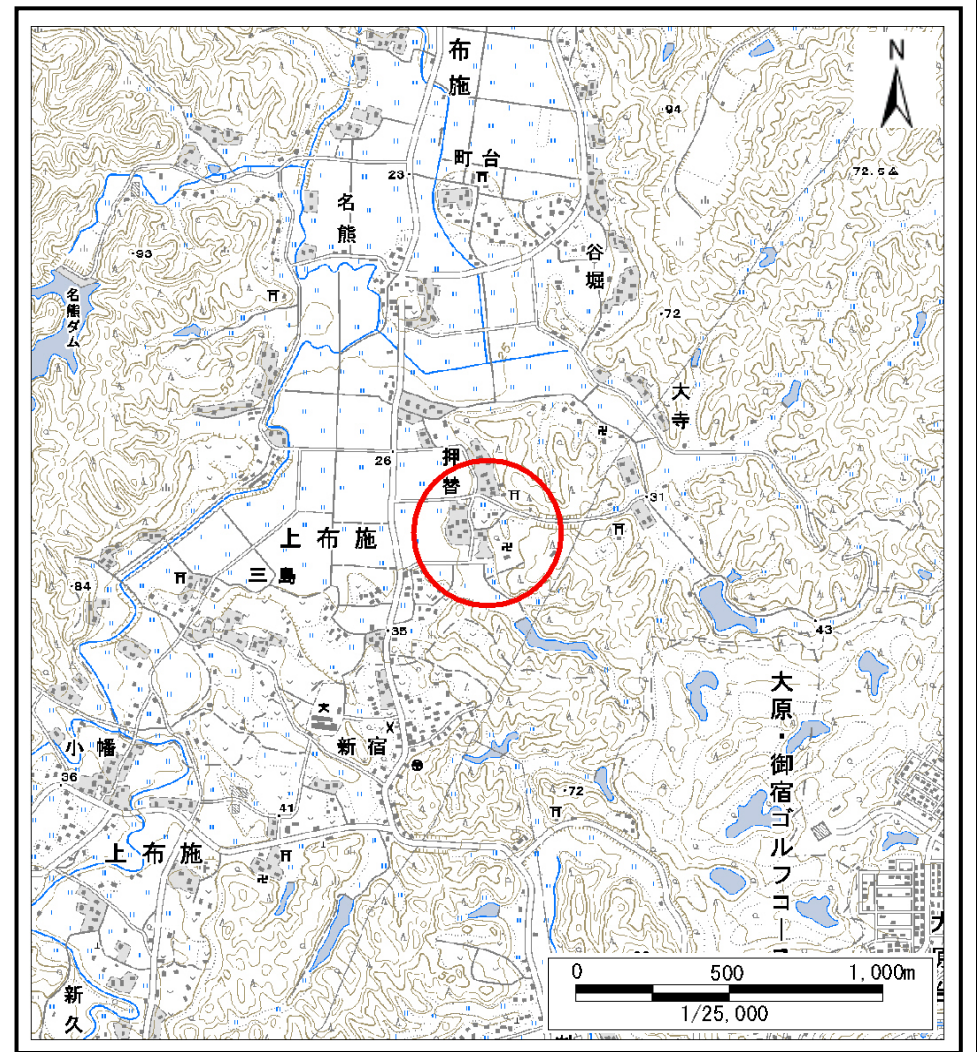 布施
N
94
町台
23
72.6
名熊
93
谷堀
名熊ダム
72
大寺
押替
26
31
上布施
三島
84
43
35
大原・御宿ゴルフコース
文
新宿
小幡
36
72
41
上布施
新久
0 500 1,000m
1/25,000